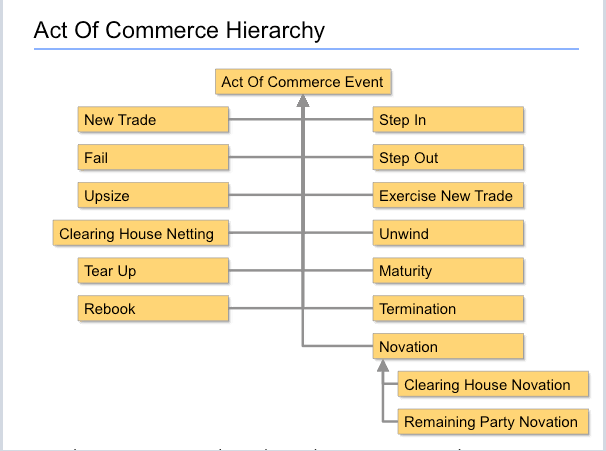 Act Of Commerce Hierarchy
Act Of Commerce Event
New Trade
Step In
Fail
Step Out
Upsize
Exercise New Trade
Clearing House Netting
Unwind
Tear Up
Maturity
Rebook
Termination
Novation
Clearing House Novation
Remaining Party Novation